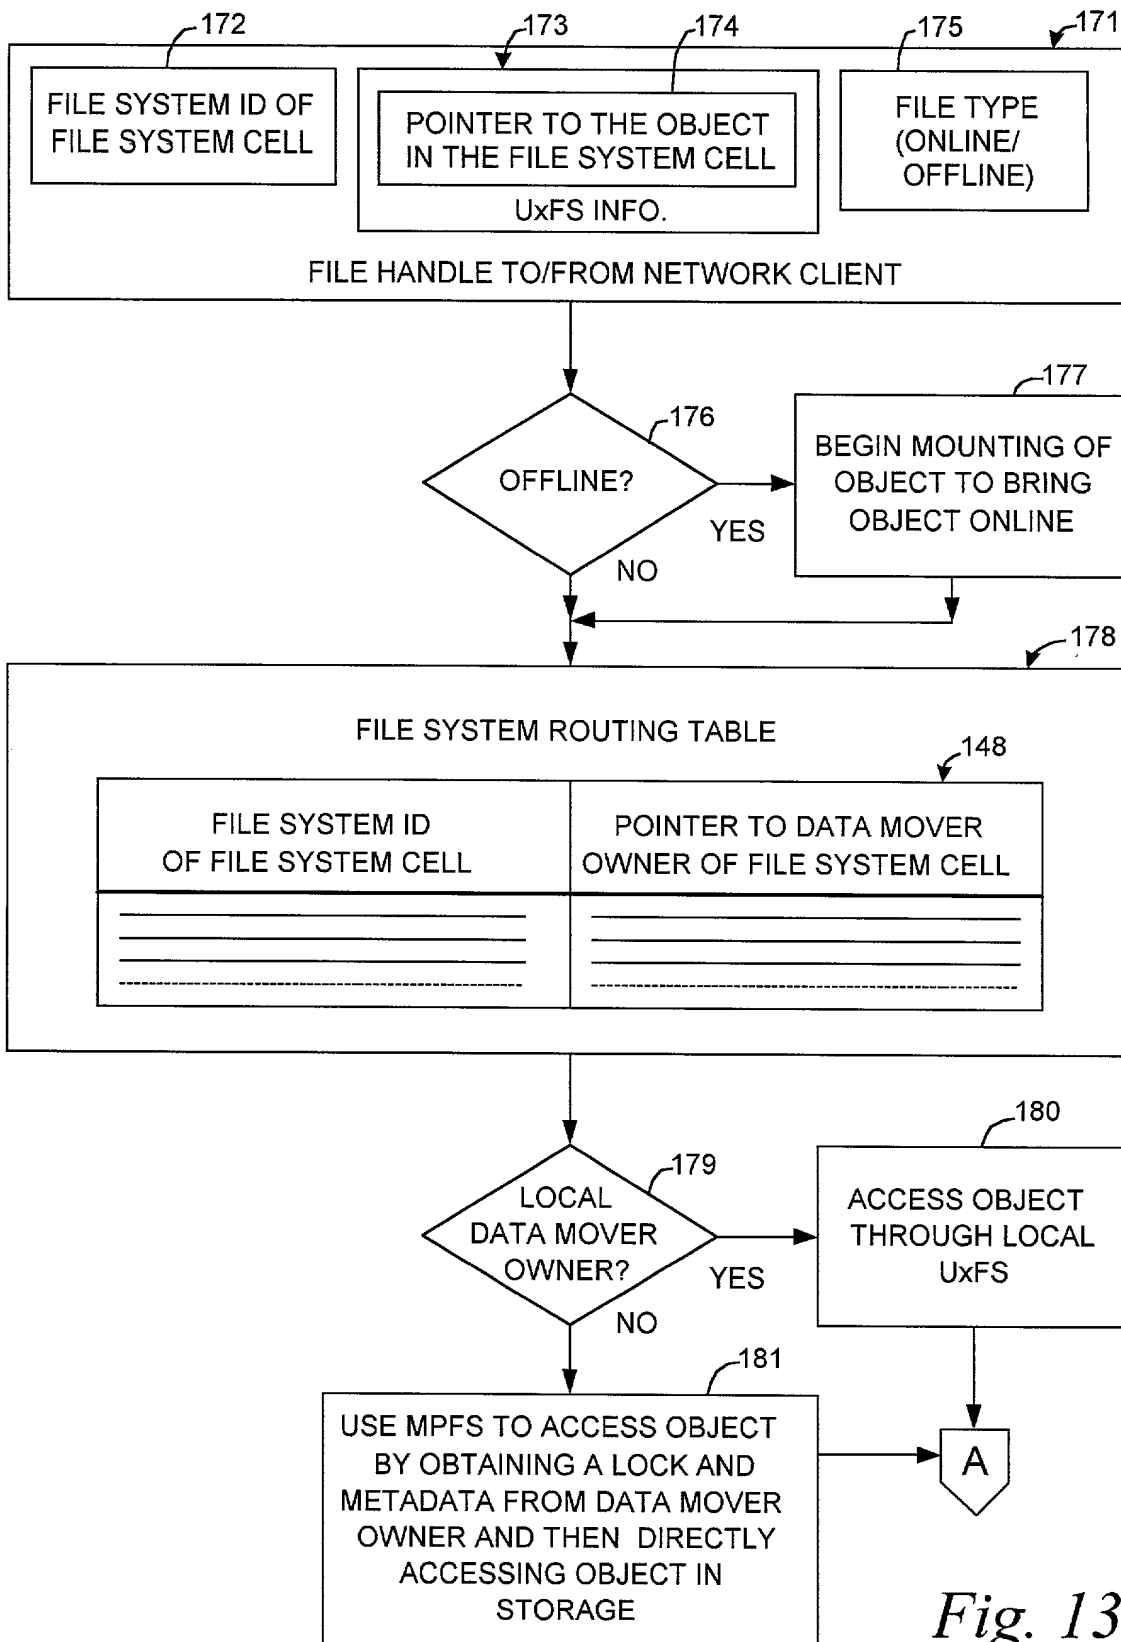 172
173
174
175
171
FILE SYSTEM ID OF
FILE SYSTEM CELL
POINTER TO THE OBJECT
IN THE FILE SYSTEM CELL
UxFS INFO.
FILE TYPE
(ONLINE/
OFFLINE)
FILE HANDLE TO/FROM NETWORK CLIENT
176
OFFLINE?
YES
NO
177
BEGIN MOUNTING OF
OBJECT TO BRING
OBJECT ONLINE
178
FILE SYSTEM ROUTING TABLE
148
FILE SYSTEM ID
OF FILE SYSTEM CELL
POINTER TO DATA MOVER
OWNER OF FILE SYSTEM CELL
179
LOCAL
DATA MOVER
OWNER?
YES
NO
180
ACCESS OBJECT
THROUGH LOCAL
UxFS
181
USE MPFS TO ACCESS OBJECT
BY OBTAINING A LOCK AND
METADATA FROM DATA MOVER
OWNER AND THEN DIRECTLY
ACCESSING OBJECT IN
STORAGE
A
Fig. 13